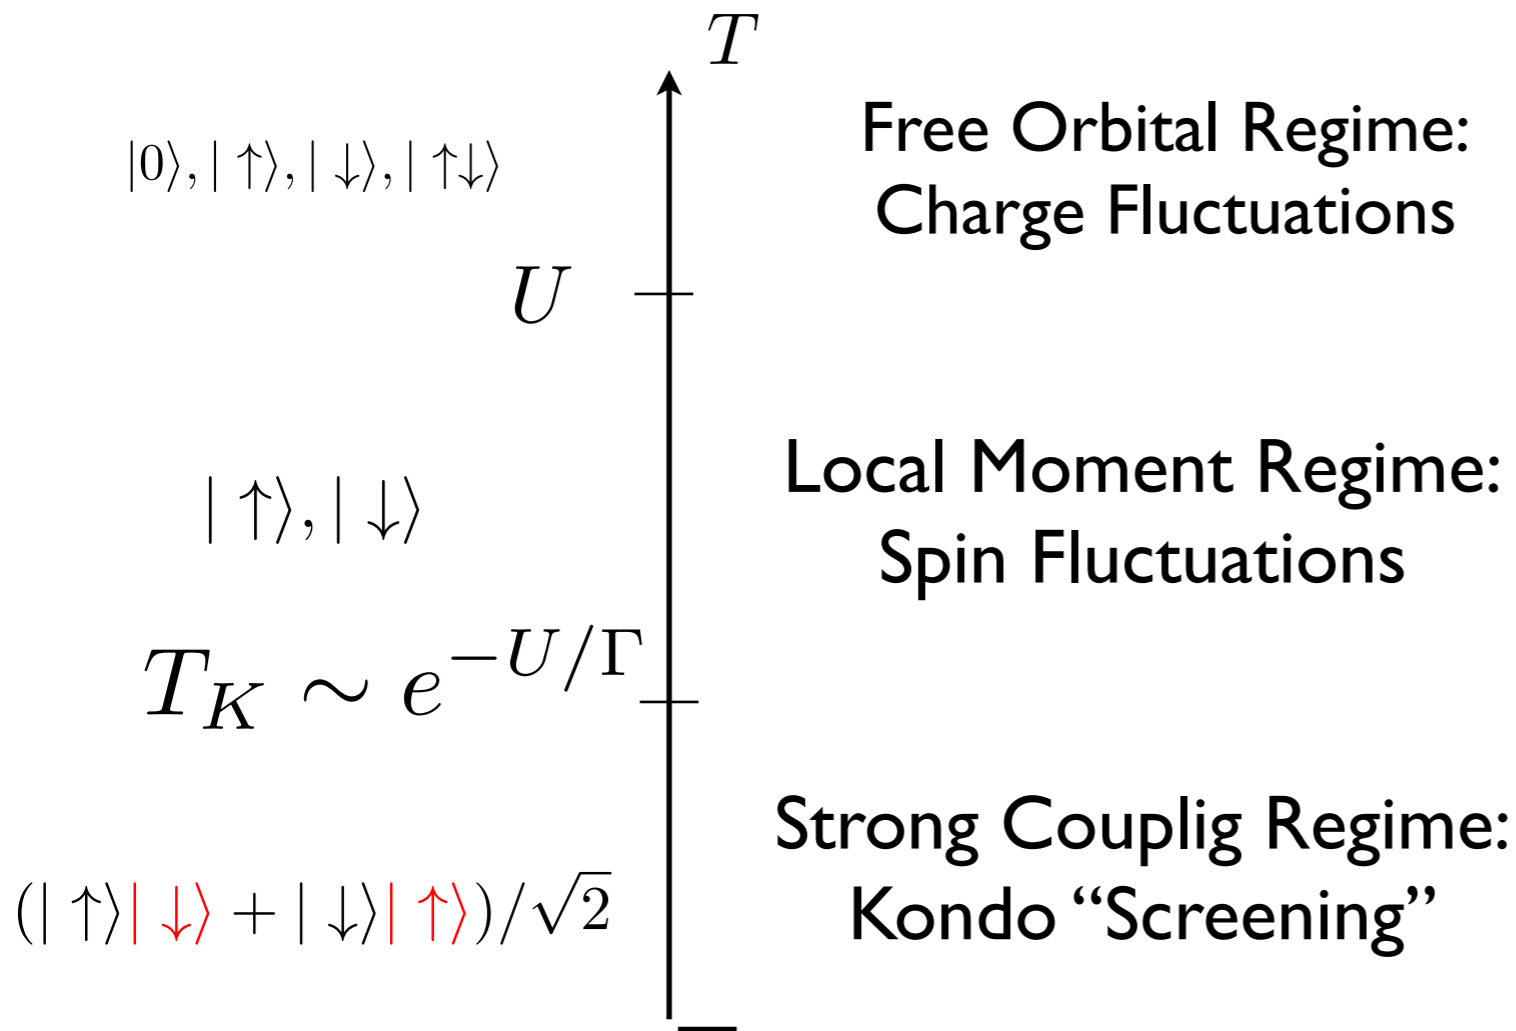 T
|0⟩, | ↑⟩, | ↓⟩, | ↑↓⟩
Free Orbital Regime:
Charge Fluctuations
U
| ↑⟩, | ↓⟩
Local Moment Regime:
Spin Fluctuations
T_K ∼ e^{−U/Γ}
(| ↑⟩| ↓⟩ + | ↓⟩| ↑⟩)/√2
Strong Couplig Regime:
Kondo “Screening”